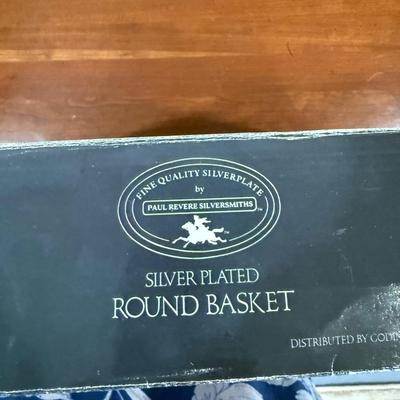 FINE QUALITY SILVERPLATE
by
PAUL REVERE SILVERSMITHS
SILVER PLATED
ROUND BASKET
DISTRIBUTED BY